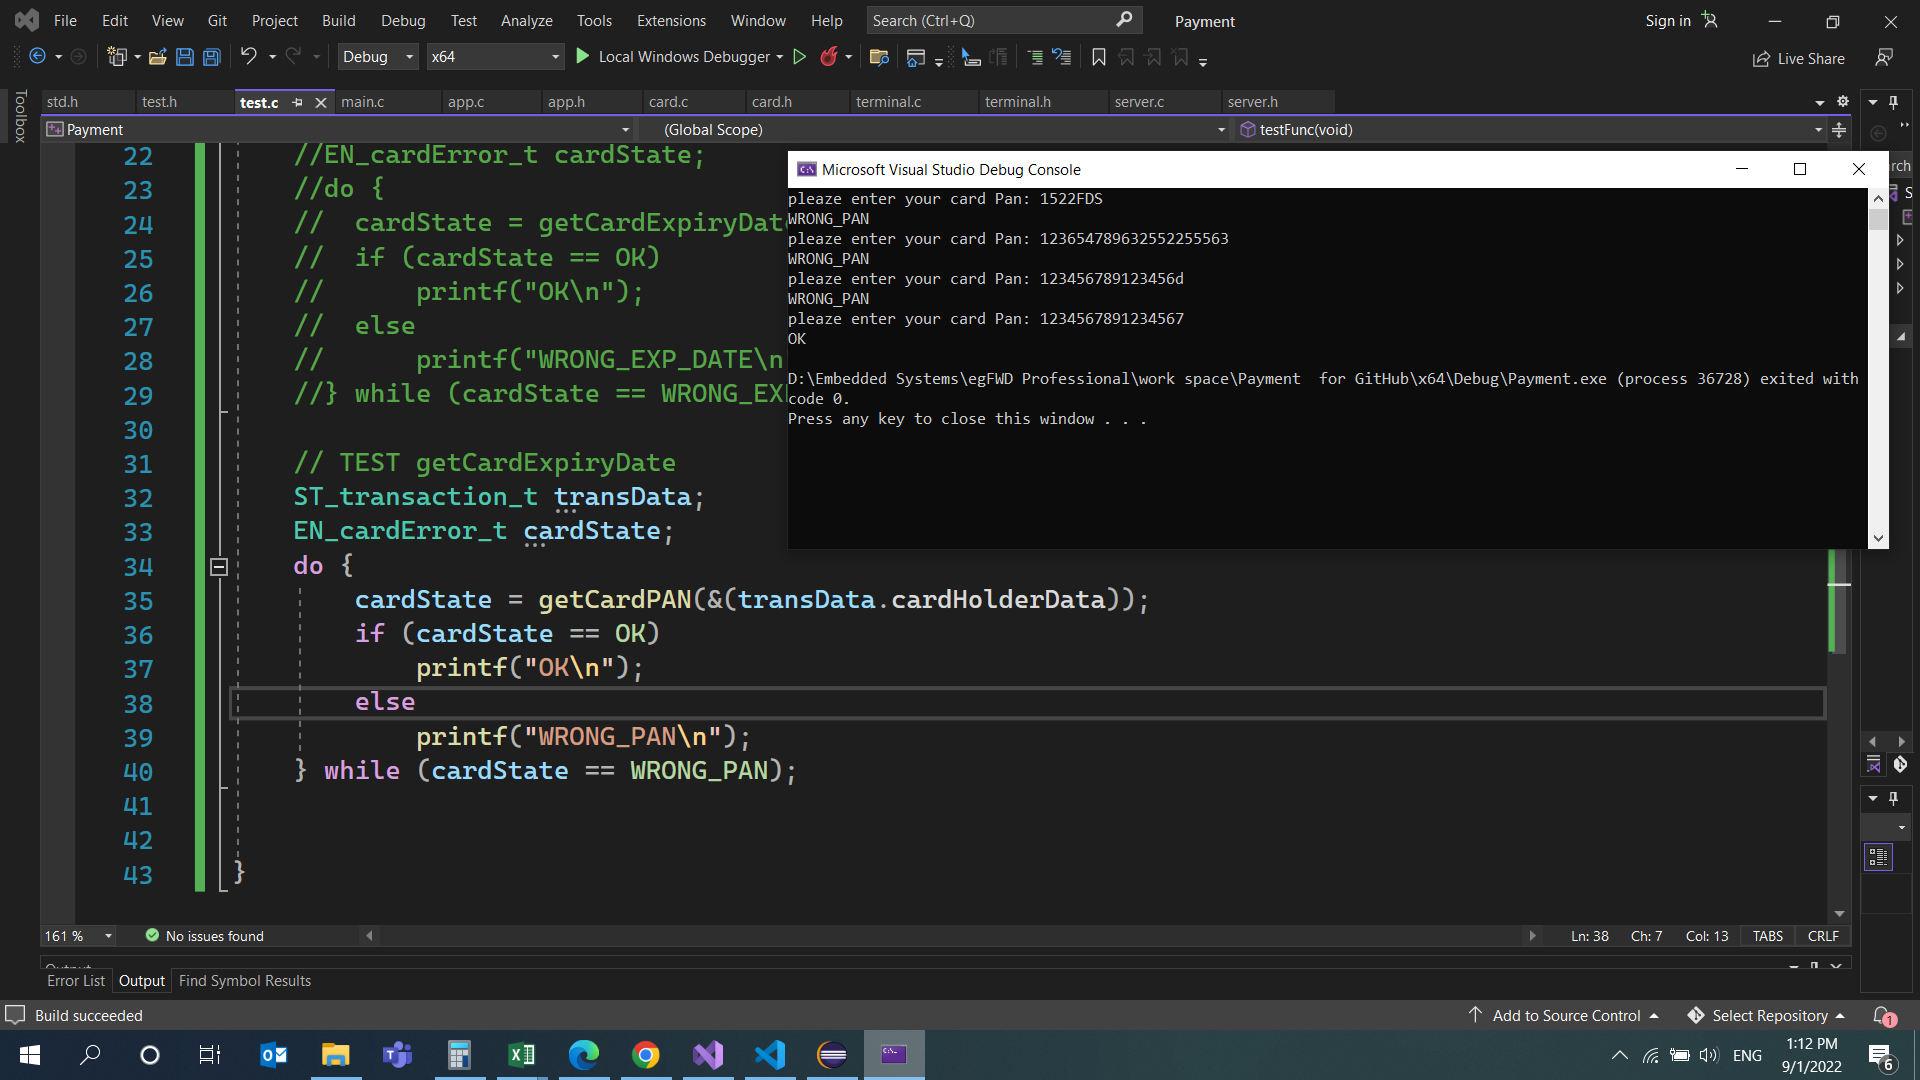 File Edit View Git Project Build Debug Test Analyze Tools Extensions Window Help Search (Ctrl+Q) Payment Sign in
Debug x64 Local Windows Debugger Live Share
Toolbox
std.h test.h test.c main.c app.c app.h card.c card.h terminal.c terminal.h server.c server.h
Payment (Global Scope) testFunc(void)
22 //EN_cardError_t cardState;
23 //do {
24 // cardState = getCardExpiryDate
25 // if (cardState == OK)
26 // printf("OK\n");
27 // else
28 // printf("WRONG_EXP_DATE\n
29 //} while (cardState == WRONG_EX
30
31 // TEST getCardExpiryDate
32 ST_transaction_t transData;
33 EN_cardError_t cardState;
34 do {
35 cardState = getCardPAN(&(transData.cardHolderData));
36 if (cardState == OK)
37 printf("OK\n");
38 else
39 printf("WRONG_PAN\n");
40 } while (cardState == WRONG_PAN);
41
42
43 }
Microsoft Visual Studio Debug Console
pleaze enter your card Pan: 1522FDS
WRONG_PAN
pleaze enter your card Pan: 123654789632552255563
WRONG_PAN
pleaze enter your card Pan: 123456789123456d
WRONG_PAN
pleaze enter your card Pan: 1234567891234567
OK
D:\Embedded Systems\egFWD Professional\work space\Payment  for GitHub\x64\Debug\Payment.exe (process 36728) exited with
code 0.
Press any key to close this window . . .
rch
S
161 % No issues found Ln: 38 Ch: 7 Col: 13 TABS CRLF
Output
Error List Output Find Symbol Results
Build succeeded Add to Source Control Select Repository 1
ENG 1:12 PM
9/1/2022 6